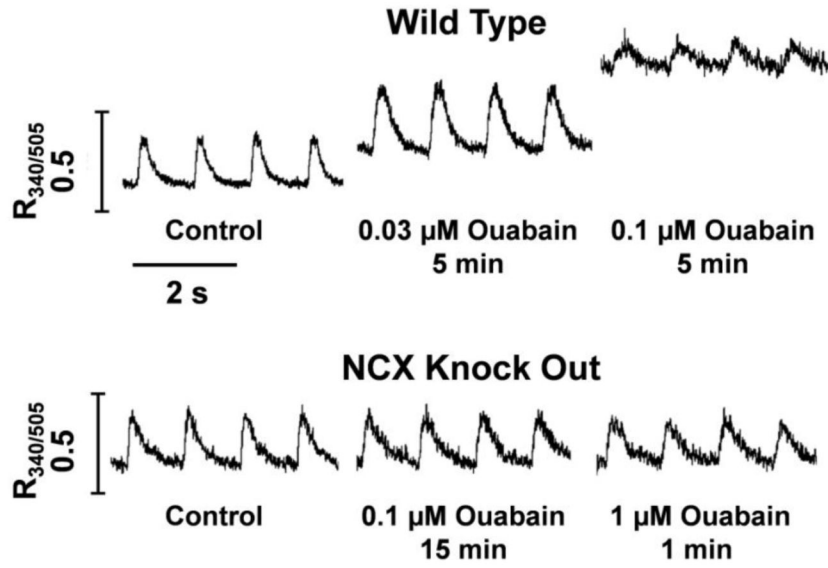 Wild Type
R340/505
0.5
Control
0.03 µM Ouabain
5 min
0.1 µM Ouabain
5 min
2 s
NCX Knock Out
R340/505
0.5
Control
0.1 µM Ouabain
15 min
1 µM Ouabain
1 min